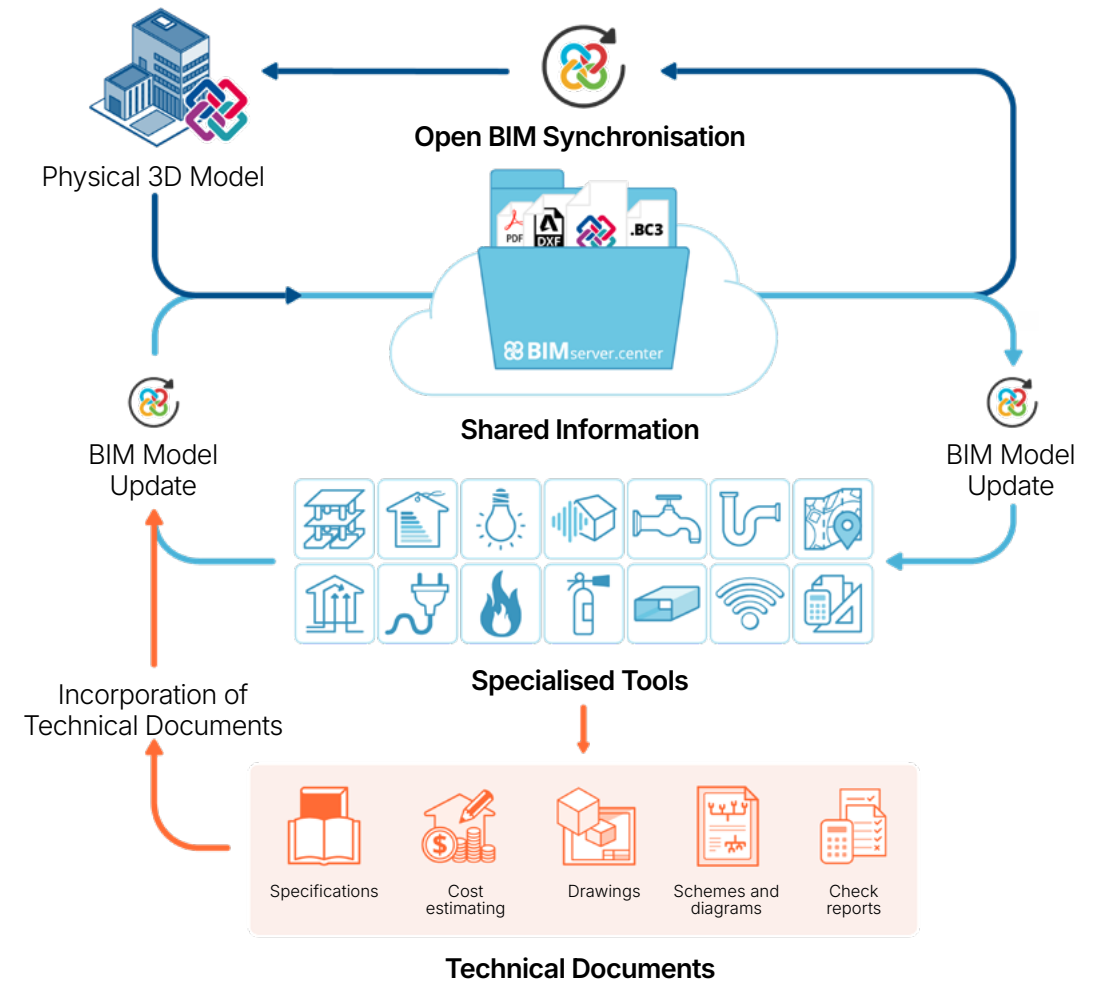 Open BIM Synchronisation
Physical 3D Model
PDF
DXF
.BC3
BIMserver.center
Shared Information
BIM Model
Update
BIM Model
Update
Specialised Tools
Incorporation of
Technical Documents
$
Specifications
Cost
estimating
Drawings
Schemes and
diagrams
Check
reports
Technical Documents